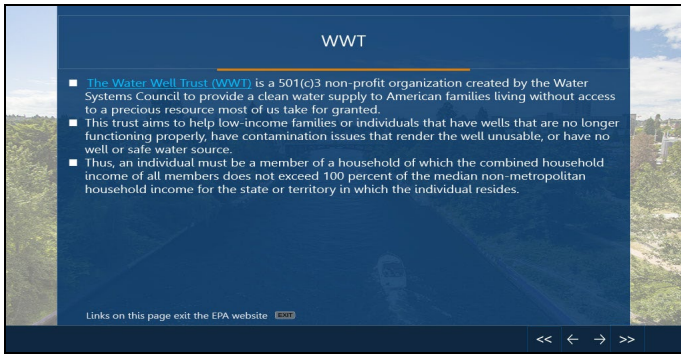 WWT
The Water Well Trust (WWT) is a 501(c)3 non-profit organization created by the Water
Systems Council to provide a clean water supply to American families living without access
to a precious resource most of us take for granted.
This trust aims to help low-income families or individuals that have wells that are no longer
functioning properly, have contamination issues that render the well unusable, or have no
well or safe water source.
Thus, an individual must be a member of a household of which the combined household
income of all members does not exceed 100 percent of the median non-metropolitan
household income for the state or territory in which the individual resides.
Links on this page exit the EPA website EXIT
<< ← → >>